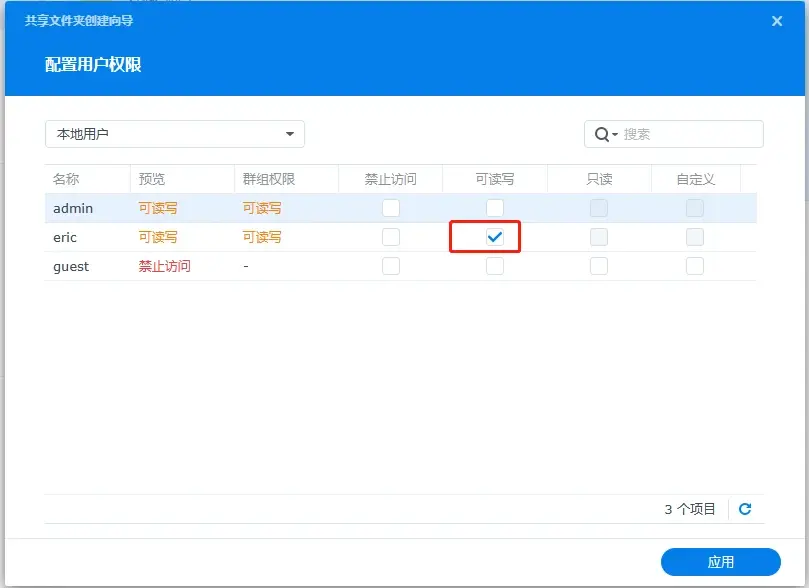 共享文件夹创建向导
配置用户权限
本地用户 搜索
名称 预览 群组权限 禁止访问 可读写 只读 自定义
admin 可读写 可读写
eric 可读写 可读写
guest 禁止访问 -
3 个项目
应用